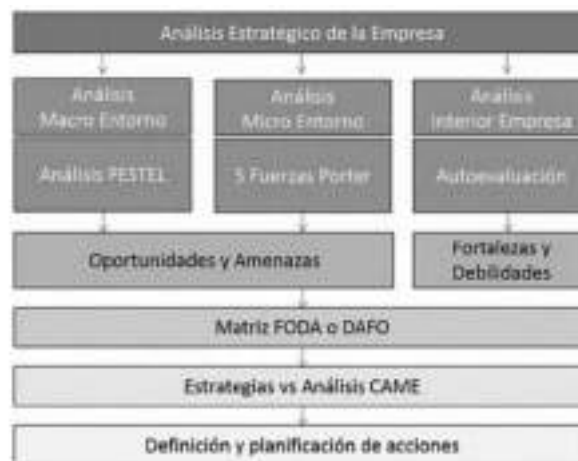 Análisis Estratégico de la Empresa
Análisis
Macro Entorno
Análisis
Micro Entorno
Análisis
Interior Empresa
Análisis PESTEL
5 Fuerzas Porter
Autoevaluación
Oportunidades y Amenazas
Fortalezas y
Debilidades
Matriz FODA o DAFO
Estrategias vs Análisis CAME
Definición y planificación de acciones